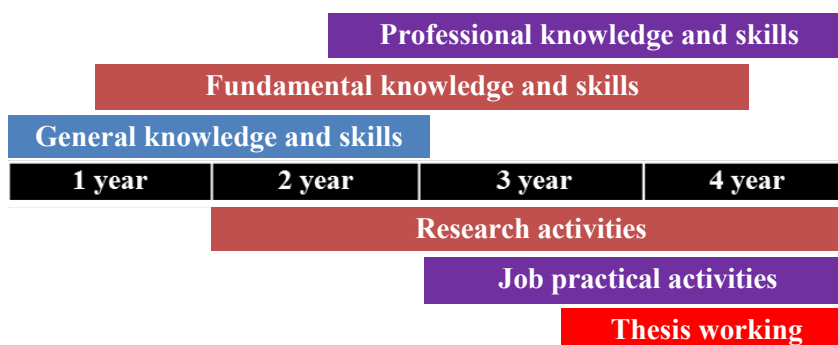 Professional knowledge and skills
Fundamental knowledge and skills
General knowledge and skills
1 year 2 year 3 year 4 year
Research activities
Job practical activities
Thesis working